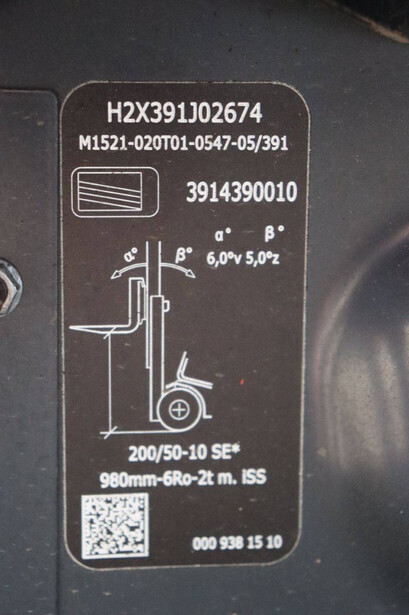 H2X391J02674
M1521-020T01-0547-05/391
3914390010
α° β°
6,0°v 5,0°z
α° β°
200/50-10 SE*
980mm-6Ro-2t m. iSS
000 938 15 10